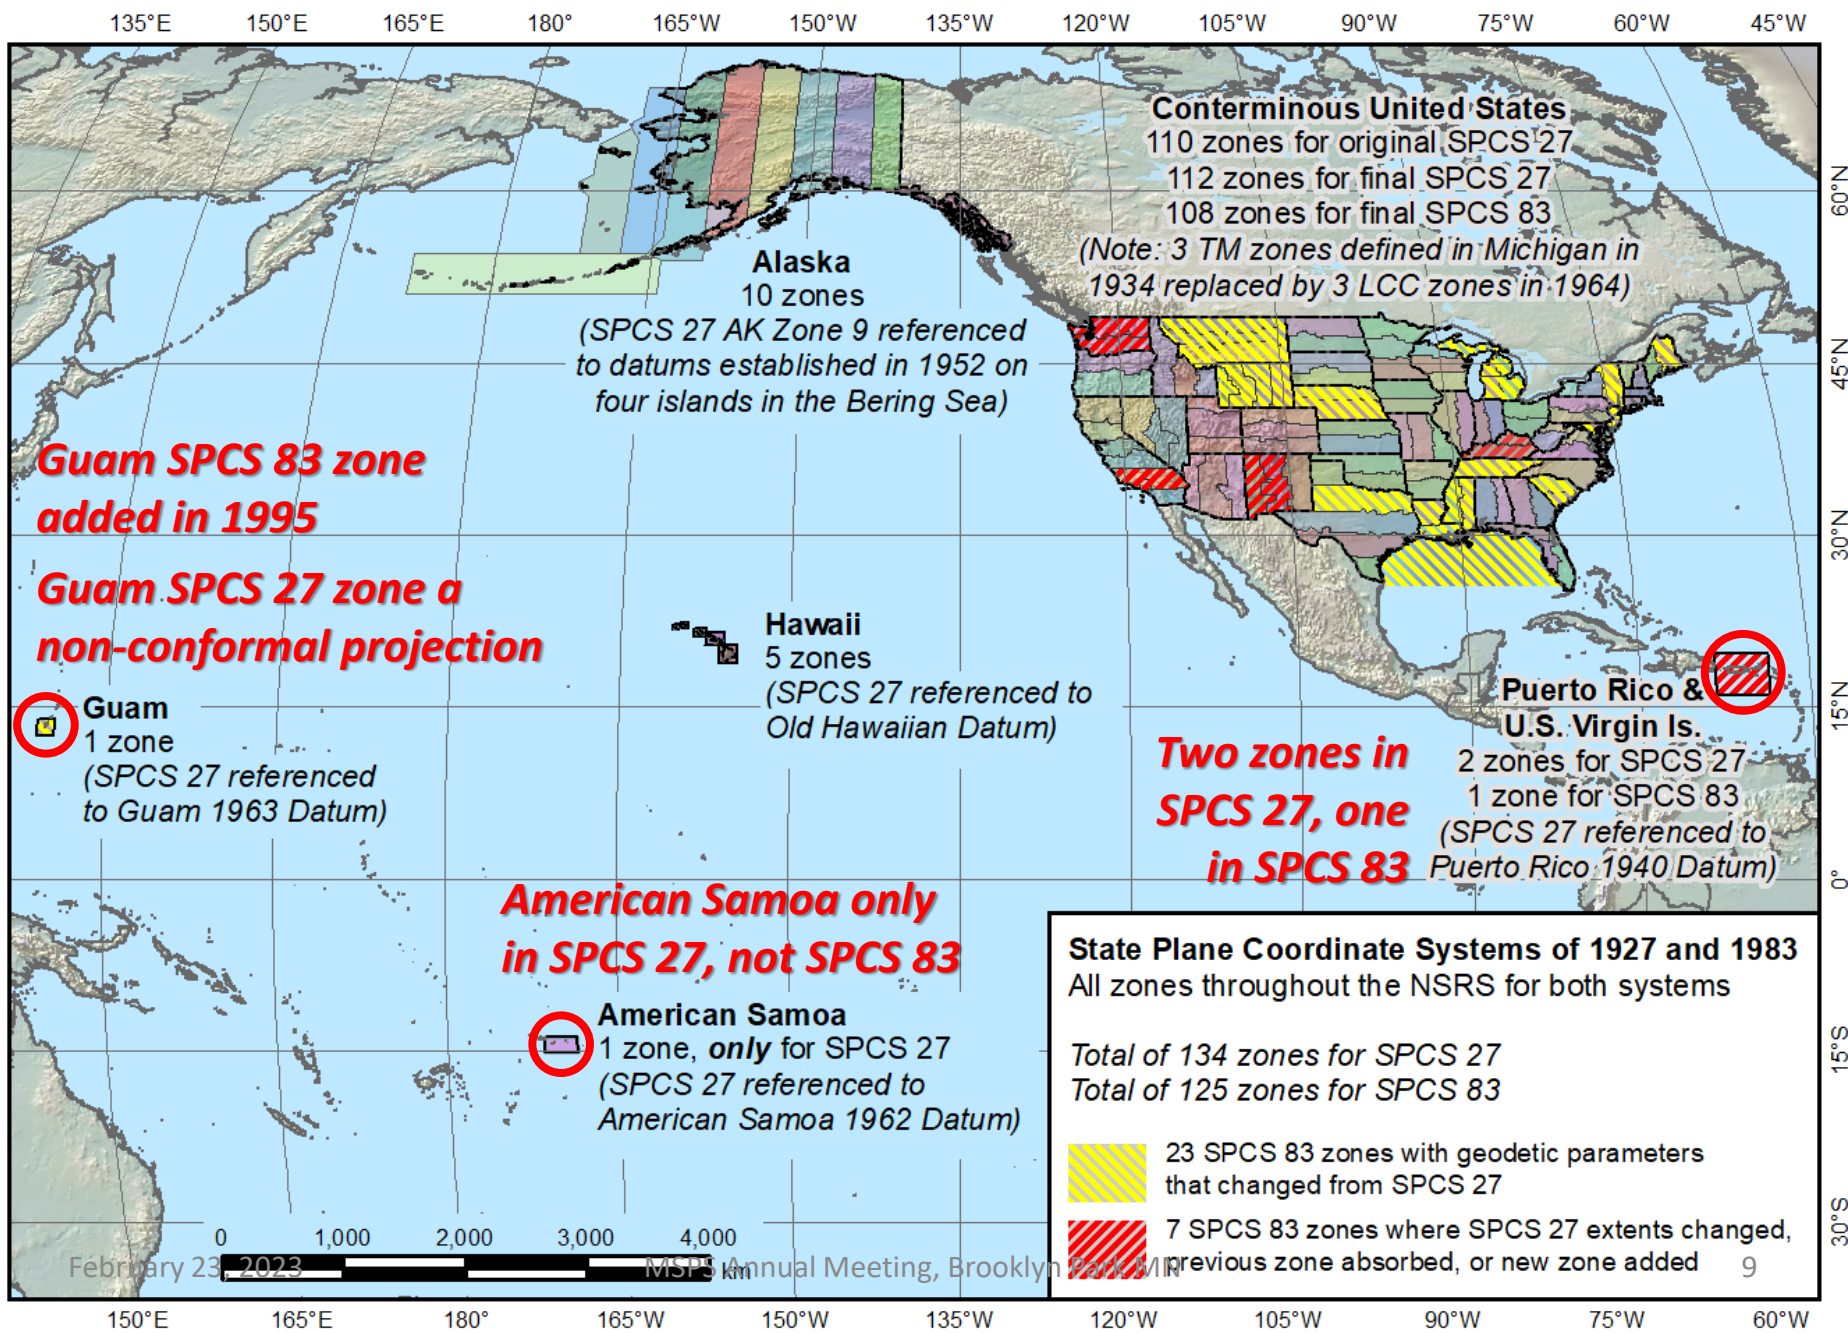 135°E 150°E 165°E 180° 165°W 150°W 135°W 120°W 105°W 90°W 75°W 60°W 45°W
Conterminous United States
110 zones for original SPCS 27
112 zones for final SPCS 27
108 zones for final SPCS 83
(Note: 3 TM zones defined in Michigan in
1934 replaced by 3 LCC zones in 1964)
Alaska
10 zones
(SPCS 27 AK Zone 9 referenced
to datums established in 1952 on
four islands in the Bering Sea)
Guam SPCS 83 zone
added in 1995
Guam SPCS 27 zone a
non-conformal projection
Guam
1 zone
(SPCS 27 referenced
to Guam 1963 Datum)
Hawaii
5 zones
(SPCS 27 referenced to
Old Hawaiian Datum)
Puerto Rico &
U.S. Virgin Is.
2 zones for SPCS 27
1 zone for SPCS 83
(SPCS 27 referenced to
Puerto Rico 1940 Datum)
Two zones in
SPCS 27, one
in SPCS 83
American Samoa only
in SPCS 27, not SPCS 83
American Samoa
1 zone, only for SPCS 27
(SPCS 27 referenced to
American Samoa 1962 Datum)
60°N
45°N
30°N
15°N
0°
15°S
30°S
State Plane Coordinate Systems of 1927 and 1983
All zones throughout the NSRS for both systems
Total of 134 zones for SPCS 27
Total of 125 zones for SPCS 83
23 SPCS 83 zones with geodetic parameters
that changed from SPCS 27
7 SPCS 83 zones where SPCS 27 extents changed,
previous zone absorbed, or new zone added
0 1,000 2,000 3,000 4,000
km
February 23, 2023 MSPS Annual Meeting, Brooklyn Park MN 9
150°E 165°E 180° 165°W 150°W 135°W 120°W 105°W 90°W 75°W 60°W